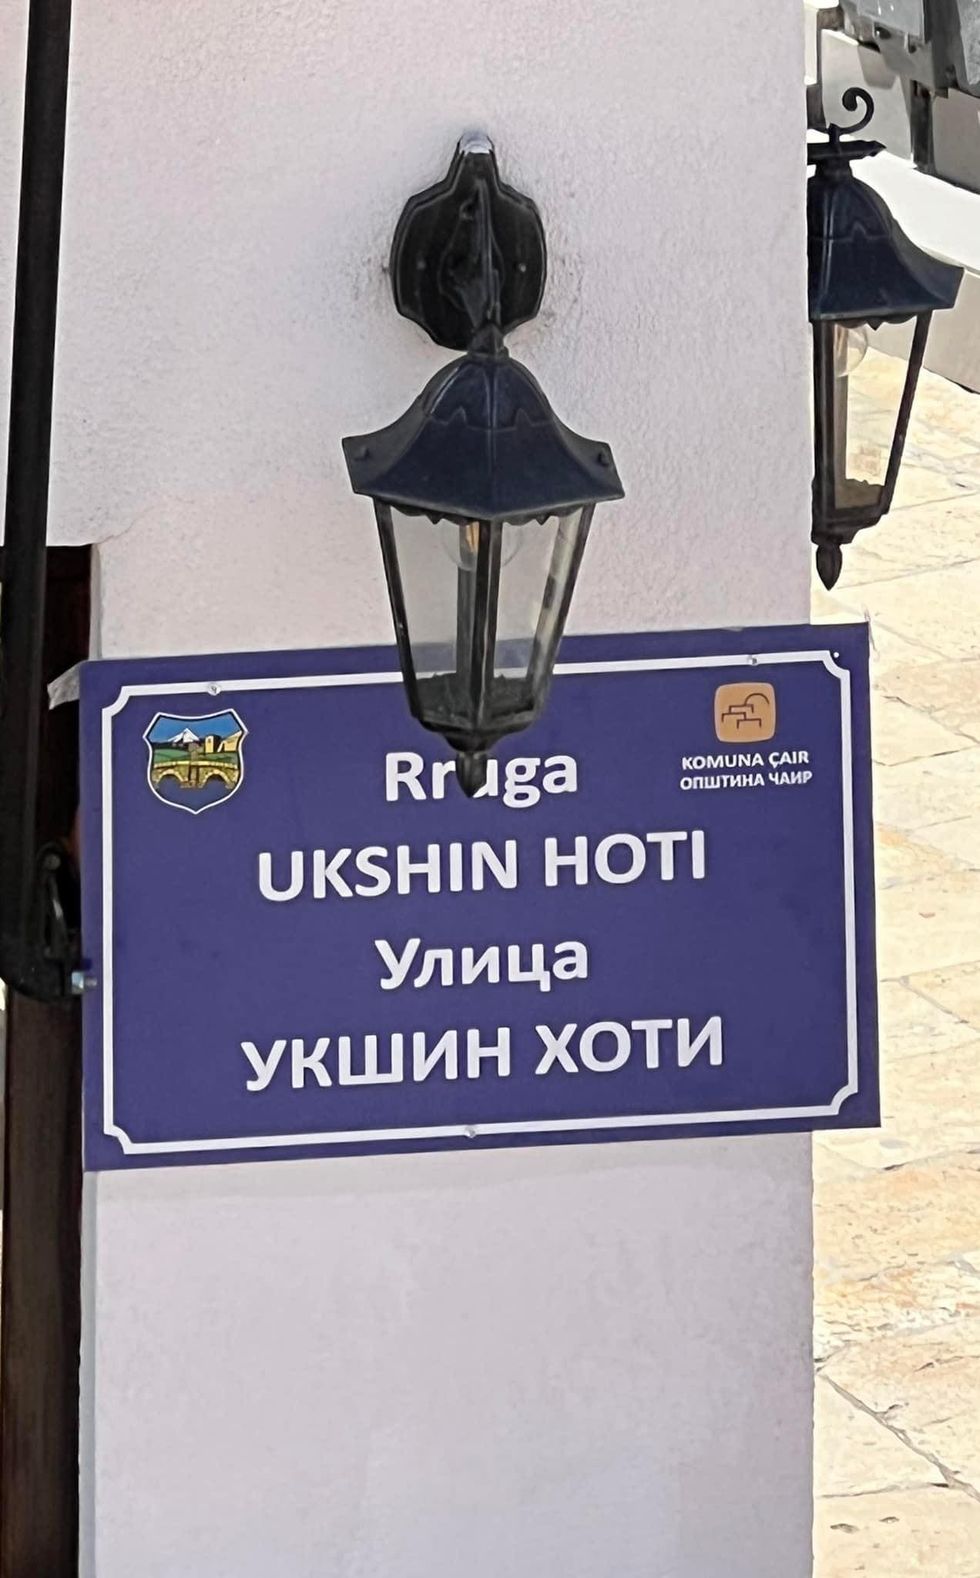 Rruga
UKSHIN HOTI
Улица
УКШИН ХОТИ
KOMUNA ÇAIR
ОПШТИНА ЧАИР